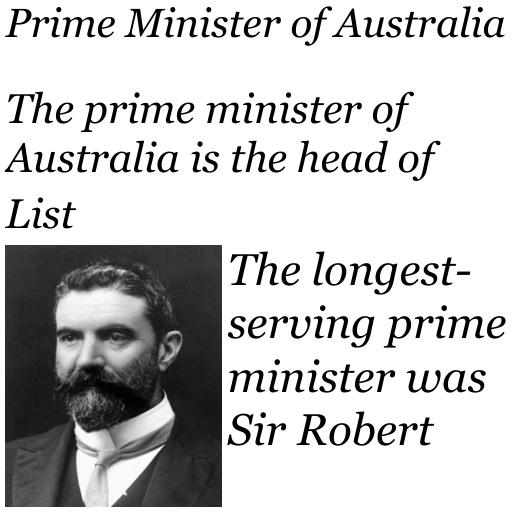 Prime Minister of Australia
The prime minister of
Australia is the head of
List
The longest-
serving prime
minister was
Sir Robert